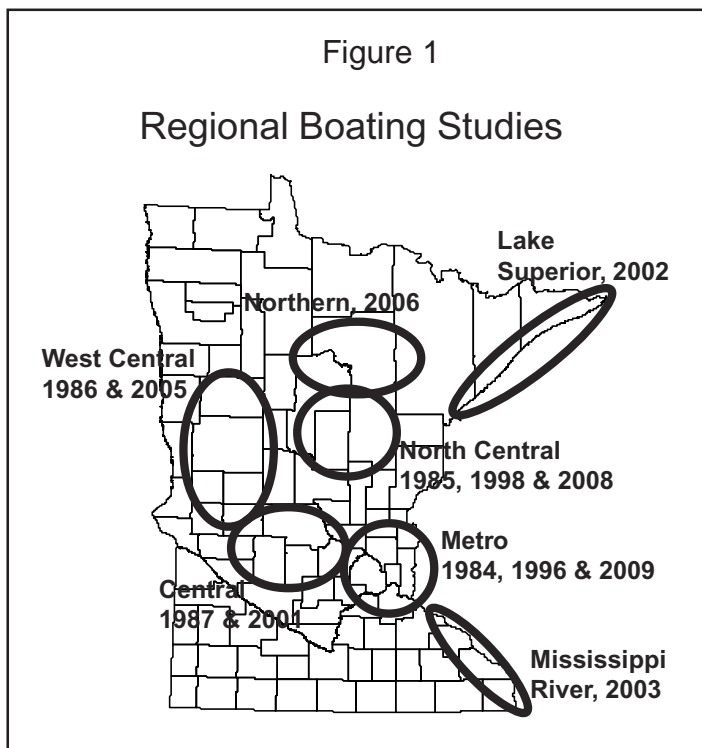 Figure 1
Regional Boating Studies
Lake
Superior, 2002
Northern, 2006
West Central
1986 & 2005
North Central
1985, 1998 & 2008
Metro
1984, 1996 & 2009
Central
1987 & 2001
Mississippi
River, 2003